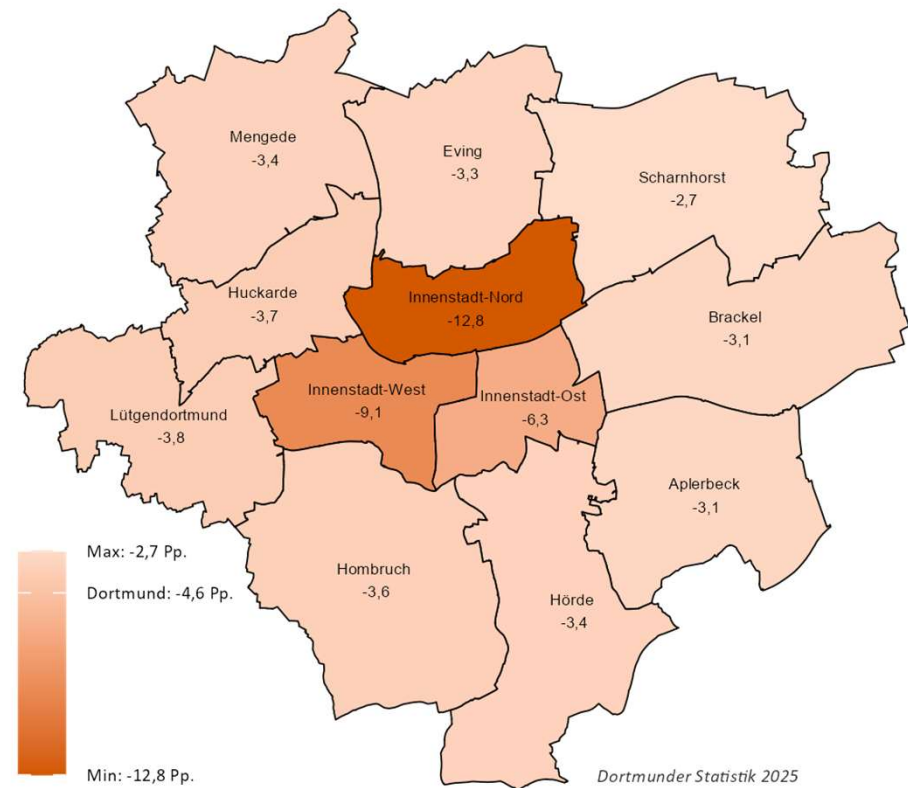 Mengede
-3,4
Eving
-3,3
Scharnhorst
-2,7
Huckarde
-3,7
Innenstadt-Nord
-12,8
Brackel
-3,1
Innenstadt-West
-9,1
Innenstadt-Ost
-6,3
Lütgendortmund
-3,8
Aplerbeck
-3,1
Hombruch
-3,6
Hörde
-3,4
Max: -2,7 Pp.
Dortmund: -4,6 Pp.
Min: -12,8 Pp.
Dortmunder Statistik 2025